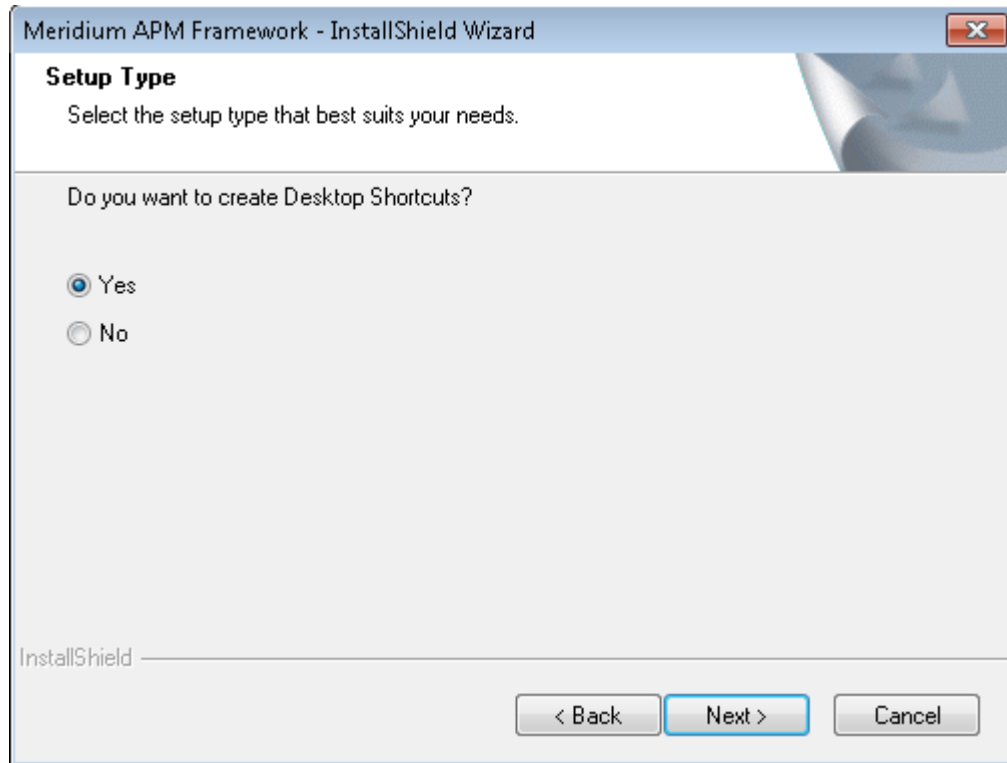 Meridium APM Framework - InstallShield Wizard
Setup Type
Select the setup type that best suits your needs.
Do you want to create Desktop Shortcuts?
Yes
No
InstallShield
< Back
Next >
Cancel